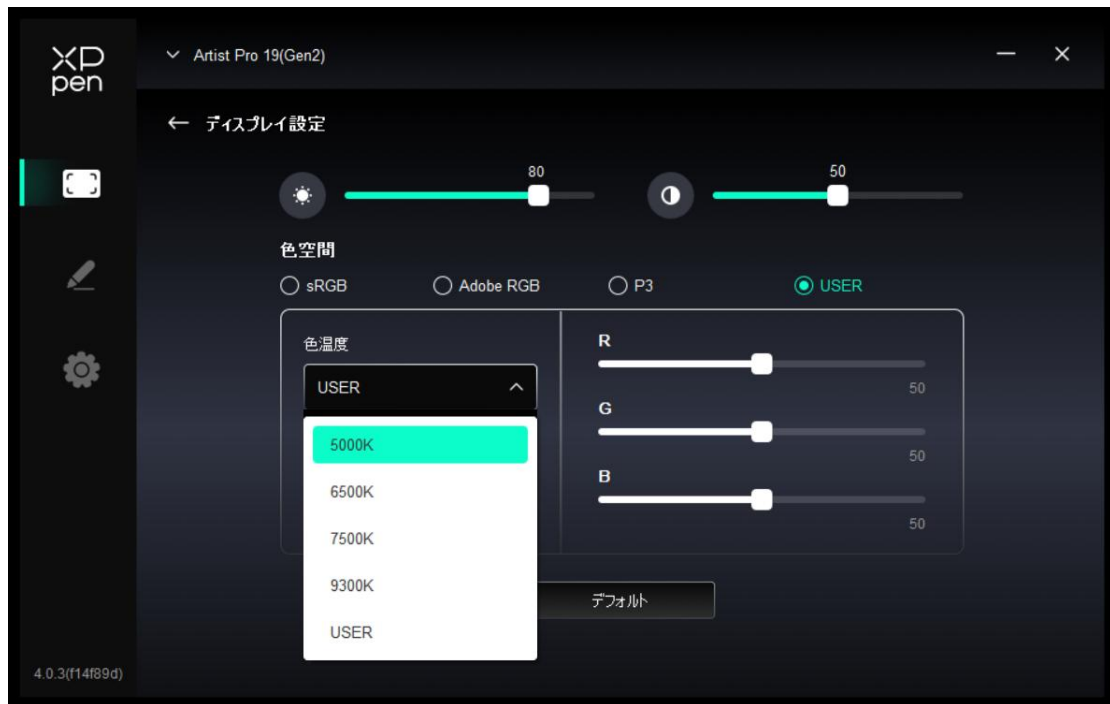 XP
pen
Artist Pro 19(Gen2)
ディスプレイ設定
80
50
色空間
sRGB
Adobe RGB
P3
USER
色温度
USER
5000K
6500K
7500K
9300K
USER
R
50
G
50
B
50
デフォルト
4.0.3(f14f89d)